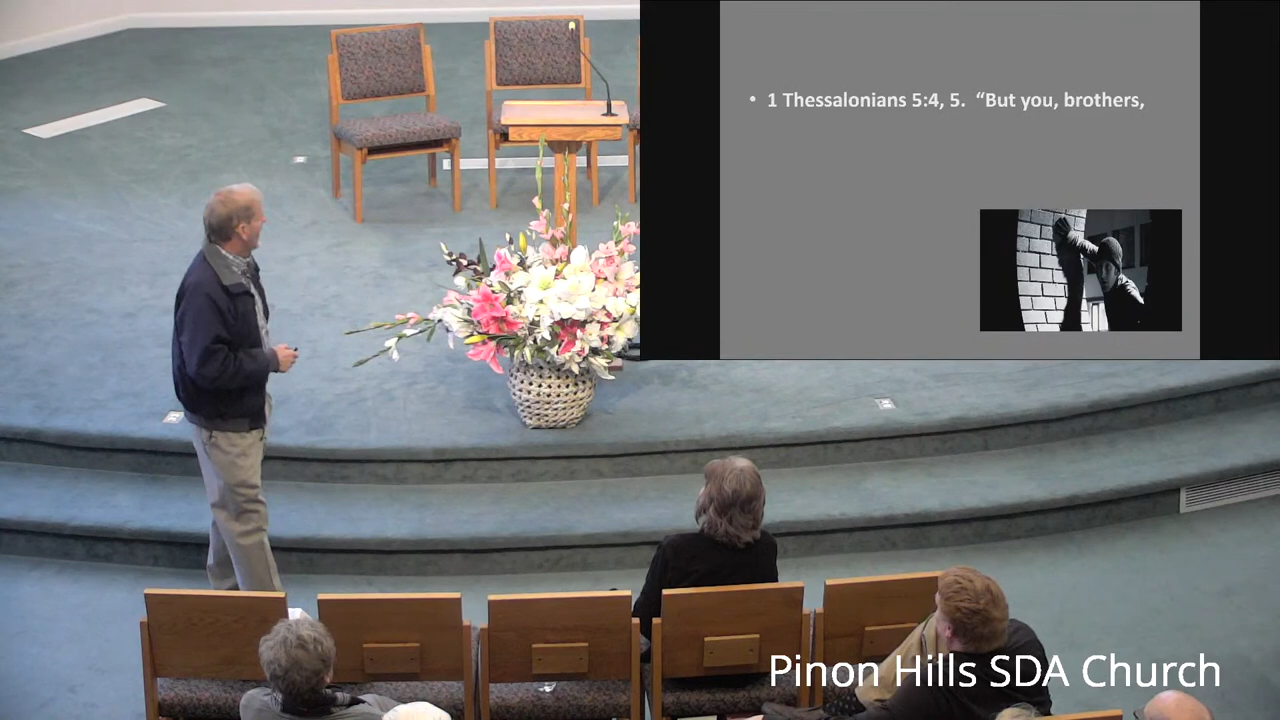 • 1 Thessalonians 5:4, 5.  “But you, brothers,
Pinon Hills SDA Church